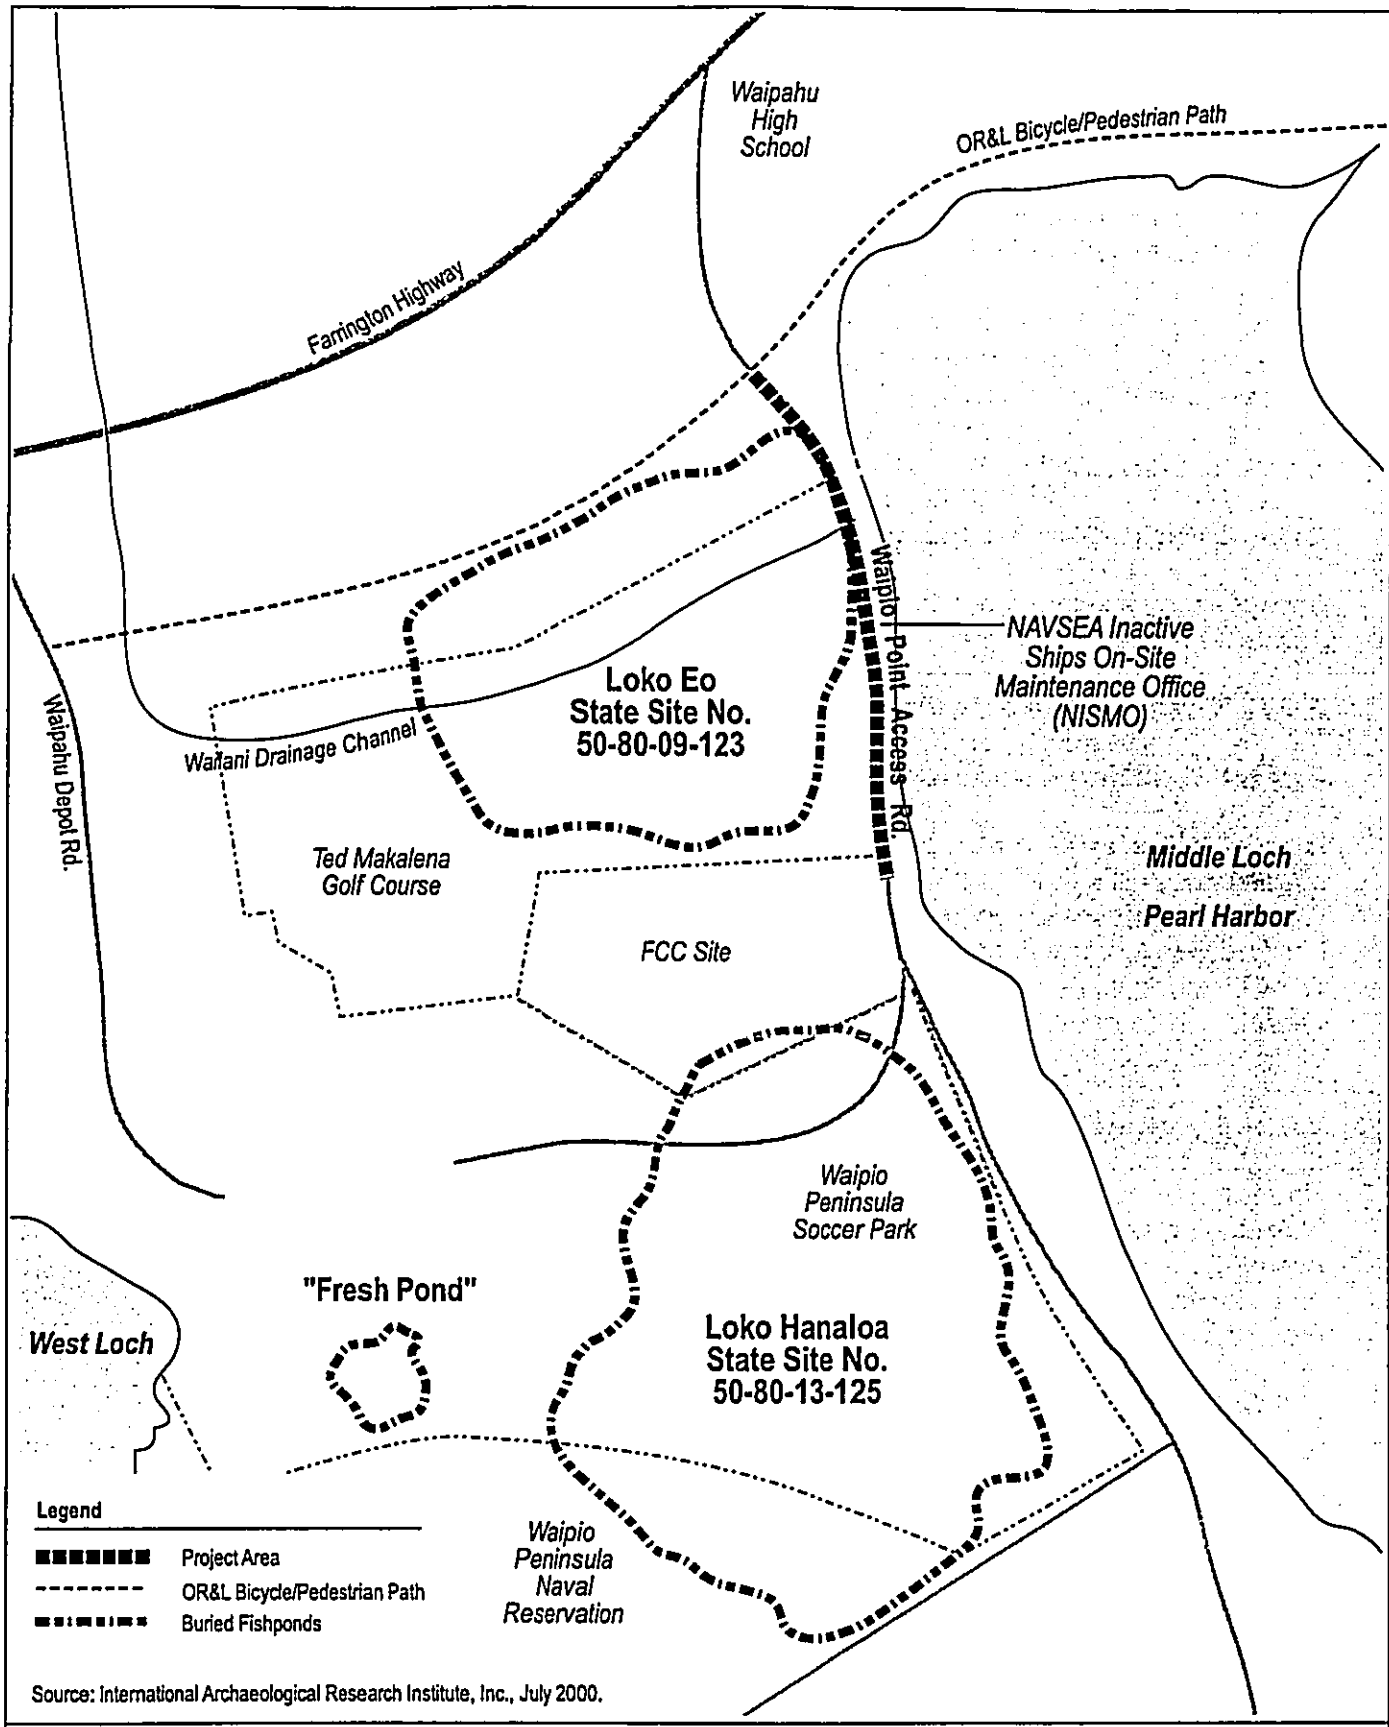 Waipahu
High
School
OR&L Bicycle/Pedestrian Path
Farrington Highway
Waipio Point Access Rd.
NAVSEA Inactive
Ships On-Site
Maintenance Office
(NISMO)
Loko Eo
State Site No.
50-80-09-123
Wailani Drainage Channel
Waipahu Depot Rd.
Ted Makalena
Golf Course
Middle Loch
Pearl Harbor
FCC Site
Waipio
Peninsula
Soccer Park
"Fresh Pond"
West Loch
Loko Hanaloa
State Site No.
50-80-13-125
Legend
Project Area
OR&L Bicycle/Pedestrian Path
Buried Fishponds
Waipio
Peninsula
Naval
Reservation
Source: International Archaeological Research Institute, Inc., July 2000.